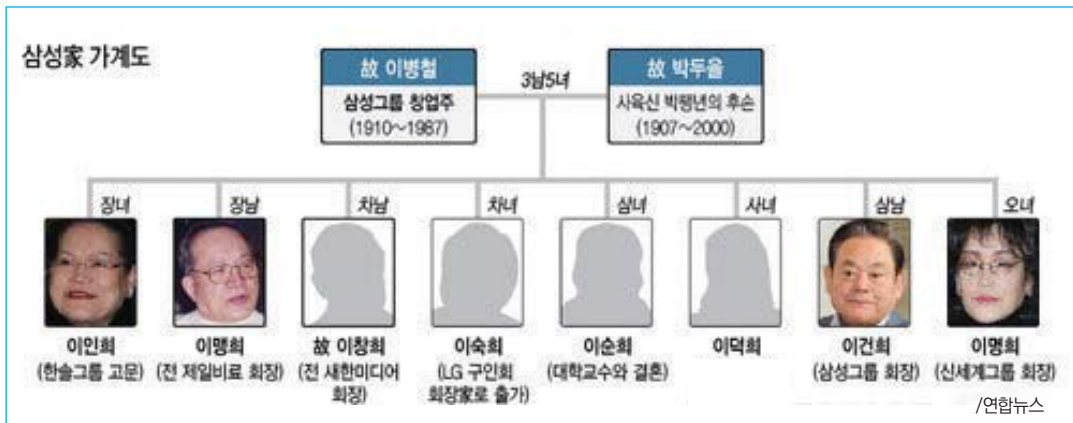 삼성家 가계도
故 이병철
삼성그룹 창업주
(1910~1987)
3남5녀
故 박두을
사육신 박팽년의 후손
(1907~2000)
장녀
장남
차남
차녀
삼녀
사녀
삼남
오녀
이인희
(한솔그룹 고문)
이맹희
(전 제일비료 회장)
故 이창희
(전 새한미디어
회장)
이숙희
(LG 구인회
회장家로 출가)
이순희
(대학교수와 결혼)
이덕희
이건희
(삼성그룹 회장)
이명희
(신세계그룹 회장)
/연합뉴스